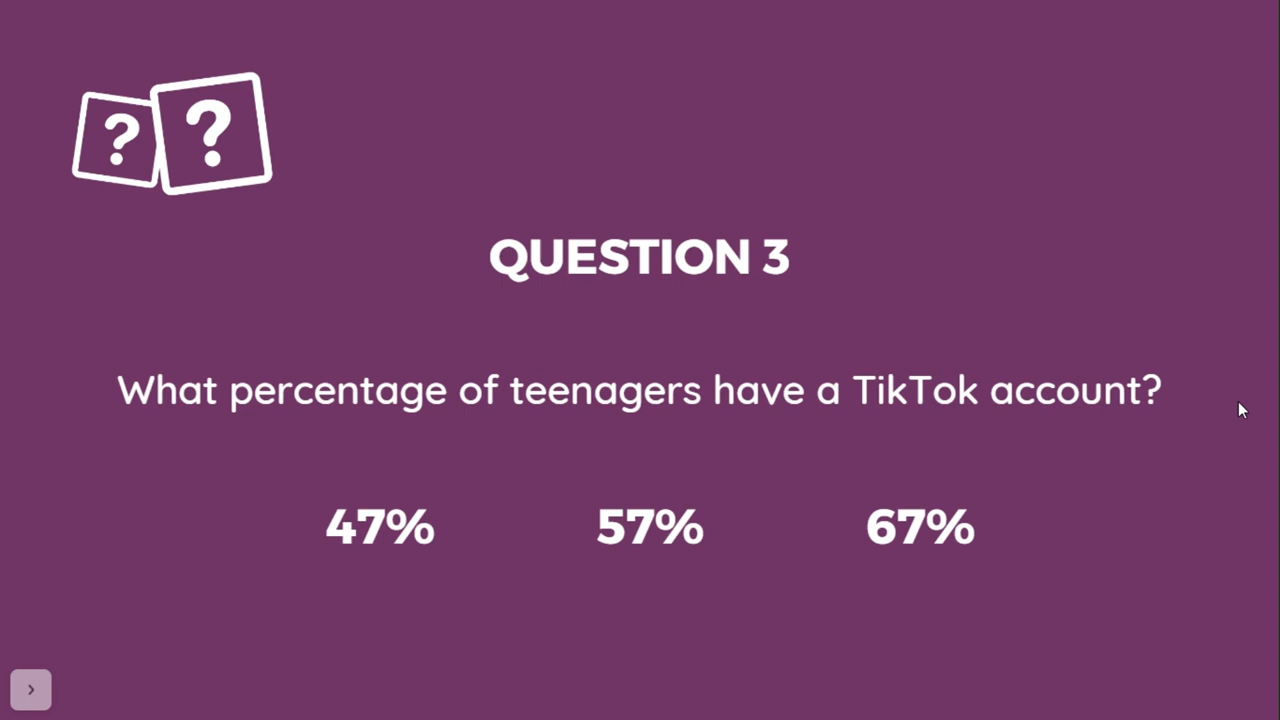 ? ?
QUESTION 3
What percentage of teenagers have a TikTok account?
47% 57% 67%